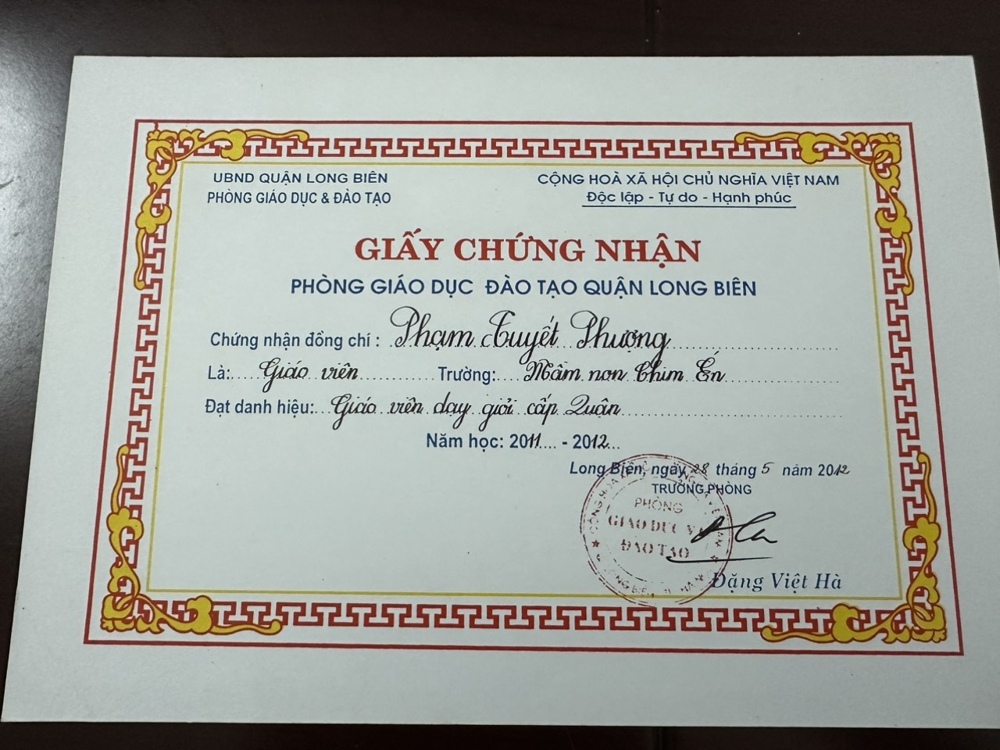 UBND QUẬN LONG BIÊN
PHÒNG GIÁO DỤC & ĐÀO TẠO
CỘNG HOÀ XÃ HỘI CHỦ NGHĨA VIỆT NAM
Độc lập - Tự do - Hạnh phúc
GIẤY CHỨNG NHẬN
PHÒNG GIÁO DỤC ĐÀO TẠO QUẬN LONG BIÊN
Chứng nhận đồng chí : Phạm Tuyết Phượng
Là: Giáo viên Trường: Mầm non Chim Én
Đạt danh hiệu: Giáo viên dạy giỏi cấp Quận
Năm học: 2011 - 2012
Long Biên, ngày 28 tháng 5 năm 2012
TRƯỞNG PHÒNG
PHÒNG
GIÁO DỤC VÀ
ĐÀO TẠO
Đặng Việt Hà